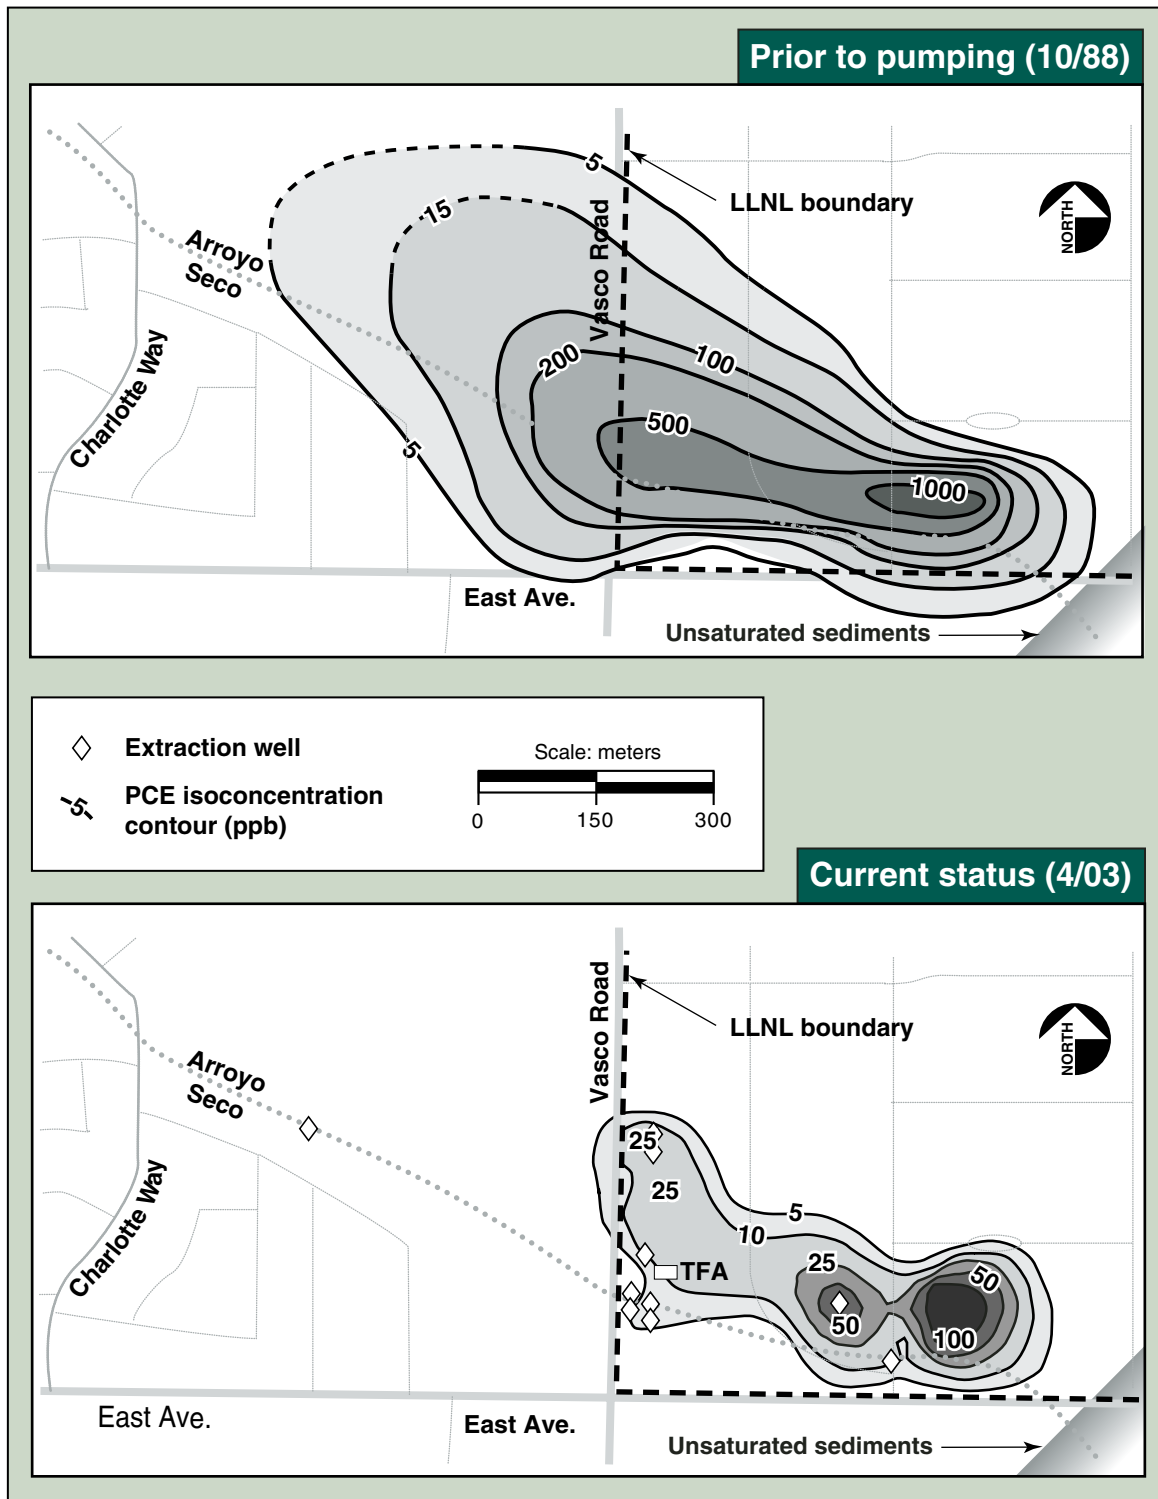 Prior to pumping (10/88)
5
LLNL boundary
NORTH
15
Vasco Road
Arroyo
Seco
200
100
Charlotte Way
500
5
1000
East Ave.
Unsaturated sediments
Extraction well
5
PCE isoconcentration
contour (ppb)
Scale: meters
0 150 300
Current status (4/03)
Vasco Road
LLNL boundary
NORTH
Arroyo
Seco
25
25
Charlotte Way
5
10
25
TFA
50
50
100
East Ave.
East Ave.
Unsaturated sediments